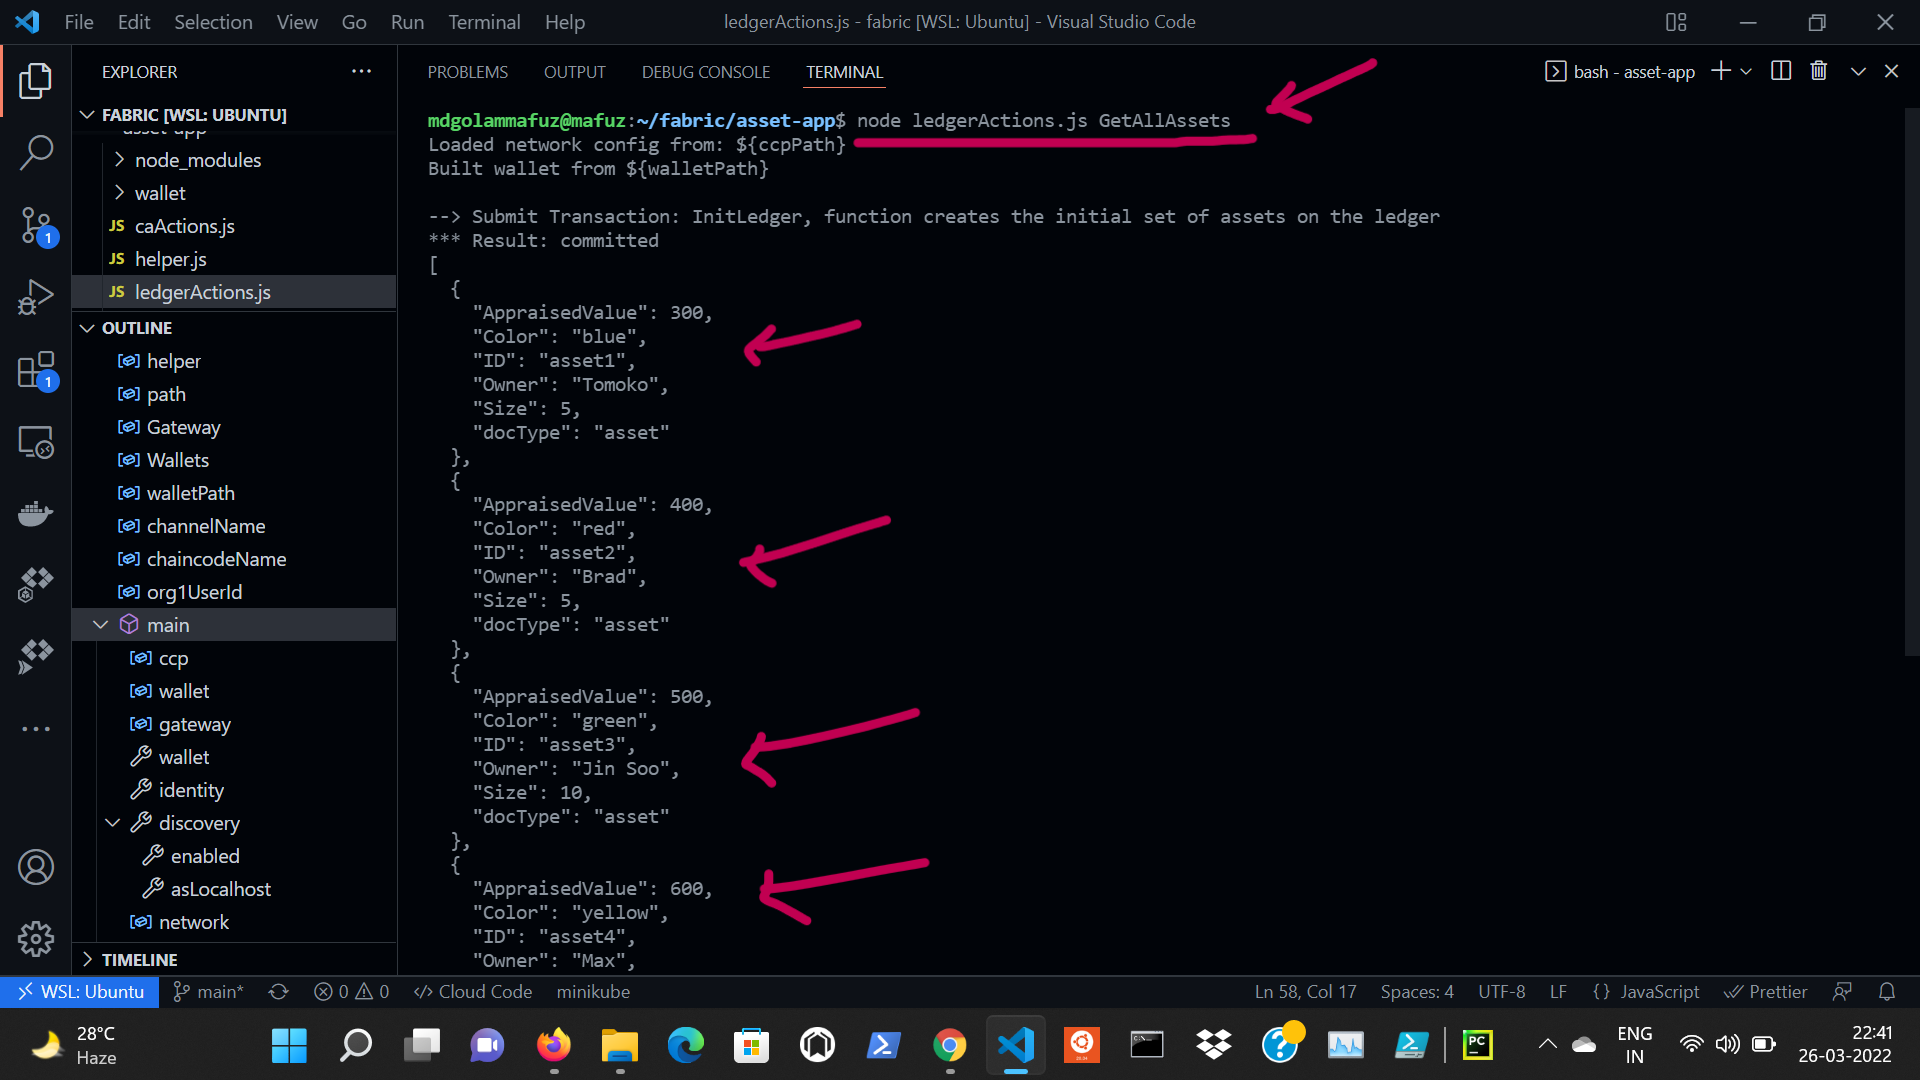 File Edit Selection View Go Run Terminal Help
ledgerActions.js - fabric [WSL: Ubuntu] - Visual Studio Code
EXPLORER
FABRIC [WSL: UBUNTU]
asset-app
node_modules
wallet
JS caActions.js
JS helper.js
JS ledgerActions.js
OUTLINE
helper
path
Gateway
Wallets
walletPath
channelName
chaincodeName
org1UserId
main
ccp
wallet
gateway
wallet
identity
discovery
enabled
asLocalhost
network
TIMELINE
1
1
PROBLEMS OUTPUT DEBUG CONSOLE TERMINAL
bash - asset-app
mdgolammafuz@mafuz:~/fabric/asset-app$ node ledgerActions.js GetAllAssets
Loaded network config from: ${ccpPath}
Built wallet from ${walletPath}
--> Submit Transaction: InitLedger, function creates the initial set of assets on the ledger
*** Result: committed
[
{
"AppraisedValue": 300,
"Color": "blue",
"ID": "asset1",
"Owner": "Tomoko",
"Size": 5,
"docType": "asset"
},
{
"AppraisedValue": 400,
"Color": "red",
"ID": "asset2",
"Owner": "Brad",
"Size": 5,
"docType": "asset"
},
{
"AppraisedValue": 500,
"Color": "green",
"ID": "asset3",
"Owner": "Jin Soo",
"Size": 10,
"docType": "asset"
},
{
"AppraisedValue": 600,
"Color": "yellow",
"ID": "asset4",
"Owner": "Max",
WSL: Ubuntu main* 0 0 Cloud Code minikube
Ln 58, Col 17 Spaces: 4 UTF-8 LF {} JavaScript Prettier
28°C
Haze
PC
ENG
IN
22:41
26-03-2022